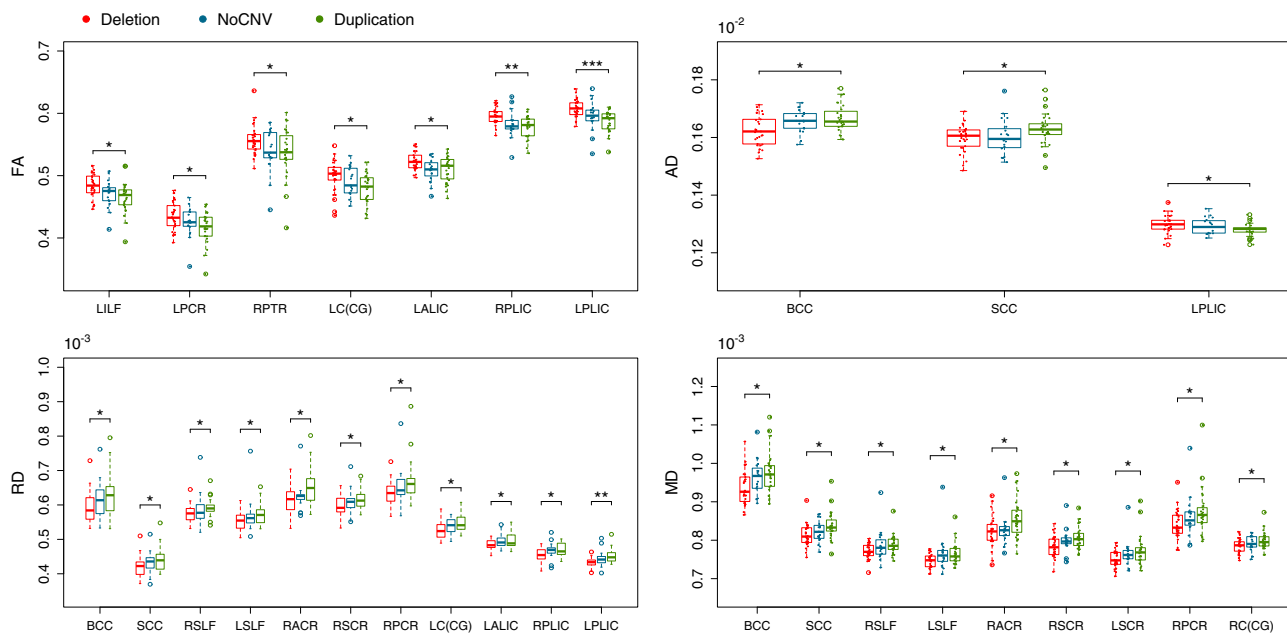 Deletion NoCNV Duplication
FA
0.7
0.6
0.5
0.4
* * * * * ** ***
LILF LPCR RPTR LC(CG) LALIC RPLIC LPLIC
10-2
AD
0.18
0.16
0.14
0.12
* * *
BCC SCC LPLIC
10-3
RD
1.0
0.9
0.8
0.7
0.6
0.5
0.4
* * * * * * * * * * **
BCC SCC RSLF LSLF RACR RSCR RPCR LC(CG) LALIC RPLIC LPLIC
10-3
MD
1.2
1.1
1.0
0.9
0.8
0.7
* * * * * * * * *
BCC SCC RSLF LSLF RACR RSCR LSCR RPCR RC(CG)